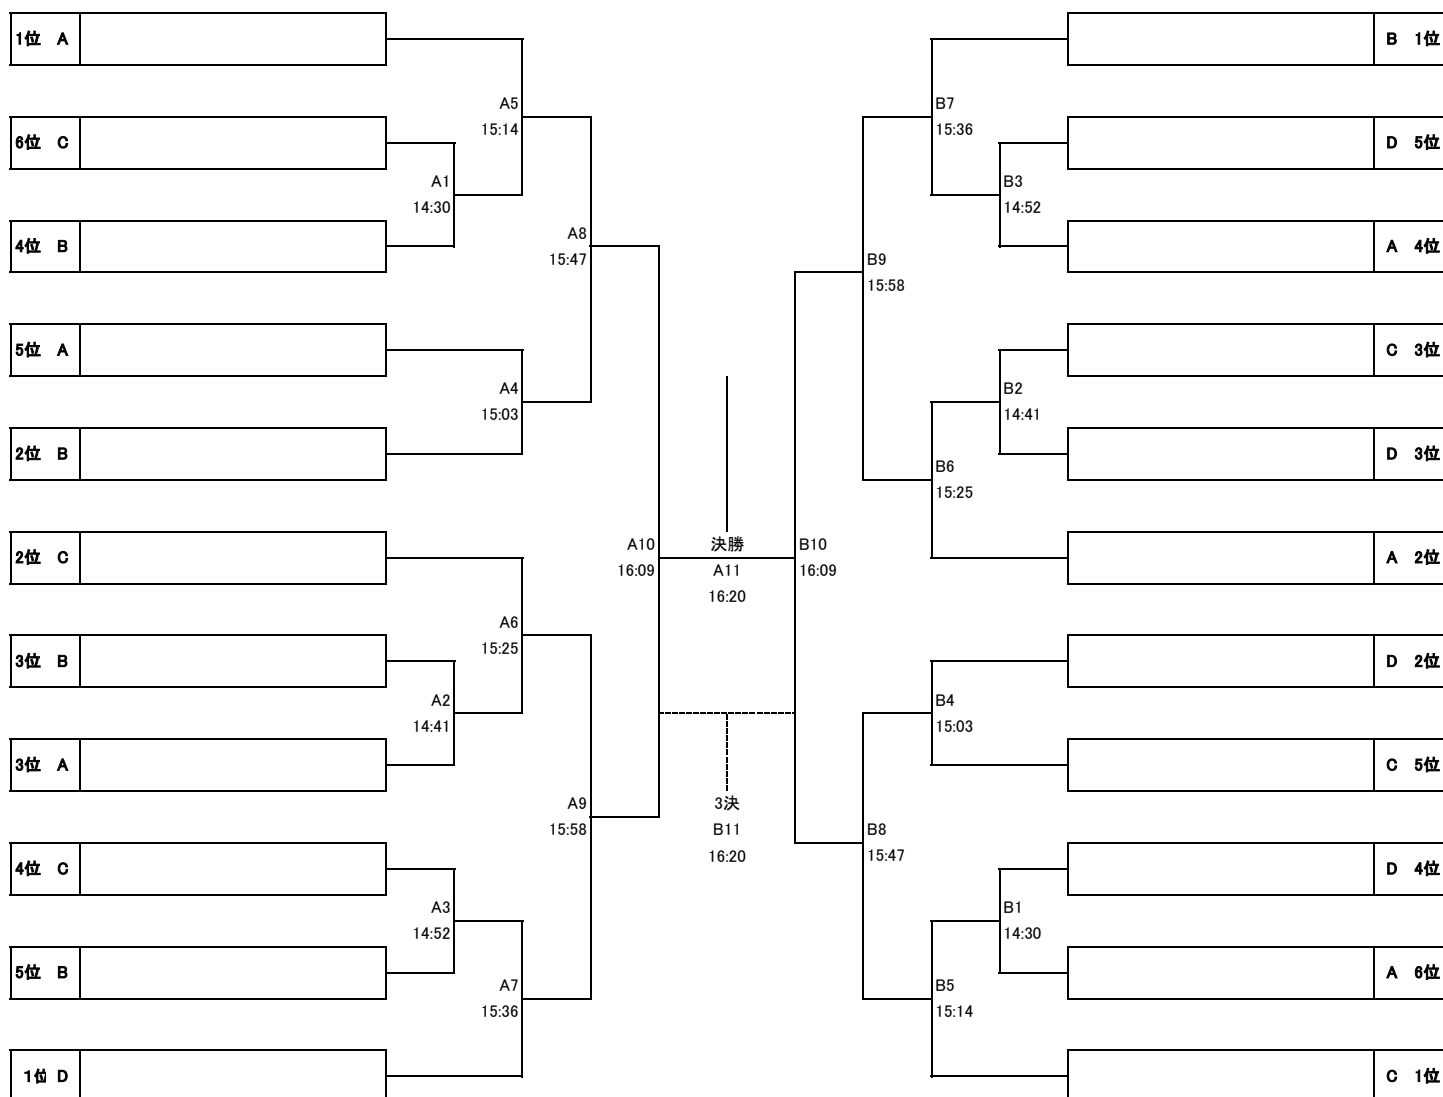 1位 A
B 1位
A5
15:14
B7
15:36
6位 C
D 5位
A1
14:30
B3
14:52
4位 B
A 4位
A8
15:47
B9
15:58
5位 A
C 3位
A4
15:03
B2
14:41
2位 B
D 3位
B6
15:25
2位 C
A 2位
A10
16:09
決勝
A11
16:20
B10
16:09
A6
15:25
3位 B
D 2位
A2
14:41
B4
15:03
3位 A
C 5位
A9
15:58
3決
B11
16:20
B8
15:47
4位 C
D 4位
A3
14:52
B1
14:30
5位 B
A 6位
A7
15:36
B5
15:14
1位 D
C 1位